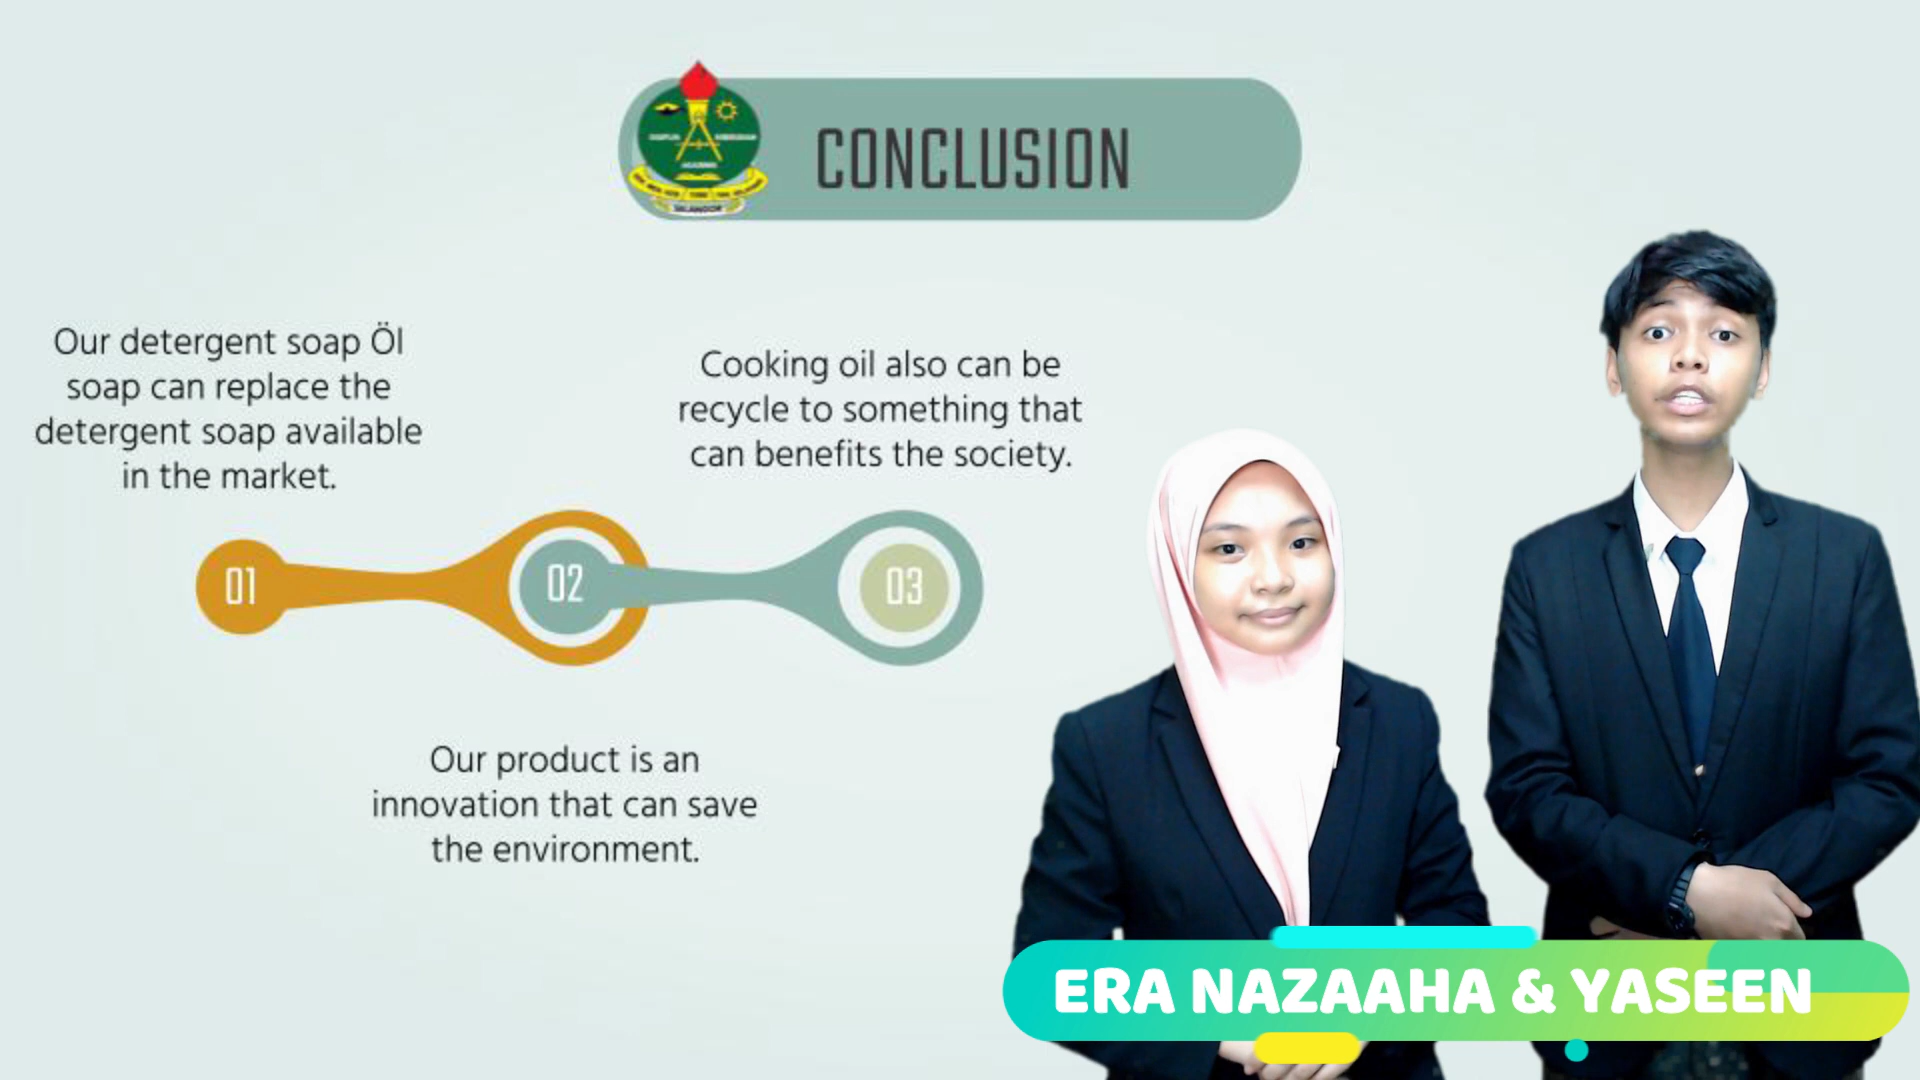 CONCLUSION
Our detergent soap Öl
soap can replace the
detergent soap available
in the market.
Cooking oil also can be
recycle to something that
can benefits the society.
01
02
03
Our product is an
innovation that can save
the environment.
ERA NAZAAHA & YASEEN